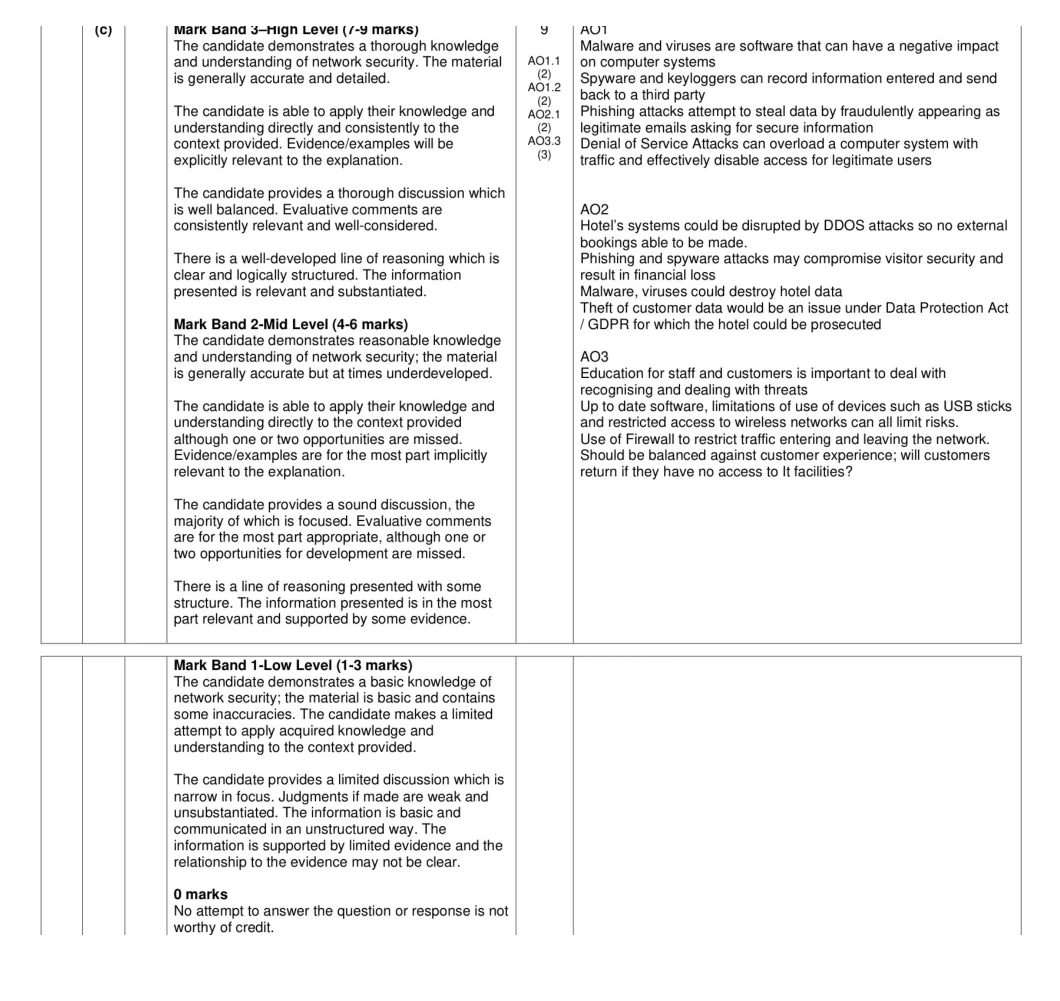 (c)
Mark Band 3–High Level (7-9 marks)
The candidate demonstrates a thorough knowledge
and understanding of network security. The material
is generally accurate and detailed.
The candidate is able to apply their knowledge and
understanding directly and consistently to the
context provided. Evidence/examples will be
explicitly relevant to the explanation.
The candidate provides a thorough discussion which
is well balanced. Evaluative comments are
consistently relevant and well-considered.
There is a well-developed line of reasoning which is
clear and logically structured. The information
presented is relevant and substantiated.
Mark Band 2-Mid Level (4-6 marks)
The candidate demonstrates reasonable knowledge
and understanding of network security; the material
is generally accurate but at times underdeveloped.
The candidate is able to apply their knowledge and
understanding directly to the context provided
although one or two opportunities are missed.
Evidence/examples are for the most part implicitly
relevant to the explanation.
The candidate provides a sound discussion, the
majority of which is focused. Evaluative comments
are for the most part appropriate, although one or
two opportunities for development are missed.
There is a line of reasoning presented with some
structure. The information presented is in the most
part relevant and supported by some evidence.
9
AO1.1
(2)
AO1.2
(2)
AO2.1
(2)
AO3.3
(3)
AO1
Malware and viruses are software that can have a negative impact
on computer systems
Spyware and keyloggers can record information entered and send
back to a third party
Phishing attacks attempt to steal data by fraudulently appearing as
legitimate emails asking for secure information
Denial of Service Attacks can overload a computer system with
traffic and effectively disable access for legitimate users
AO2
Hotel's systems could be disrupted by DDOS attacks so no external
bookings able to be made.
Phishing and spyware attacks may compromise visitor security and
result in financial loss
Malware, viruses could destroy hotel data
Theft of customer data would be an issue under Data Protection Act
/ GDPR for which the hotel could be prosecuted
AO3
Education for staff and customers is important to deal with
recognising and dealing with threats
Up to date software, limitations of use of devices such as USB sticks
and restricted access to wireless networks can all limit risks.
Use of Firewall to restrict traffic entering and leaving the network.
Should be balanced against customer experience; will customers
return if they have no access to It facilities?
Mark Band 1-Low Level (1-3 marks)
The candidate demonstrates a basic knowledge of
network security; the material is basic and contains
some inaccuracies. The candidate makes a limited
attempt to apply acquired knowledge and
understanding to the context provided.
The candidate provides a limited discussion which is
narrow in focus. Judgments if made are weak and
unsubstantiated. The information is basic and
communicated in an unstructured way. The
information is supported by limited evidence and the
relationship to the evidence may not be clear.
0 marks
No attempt to answer the question or response is not
worthy of credit.